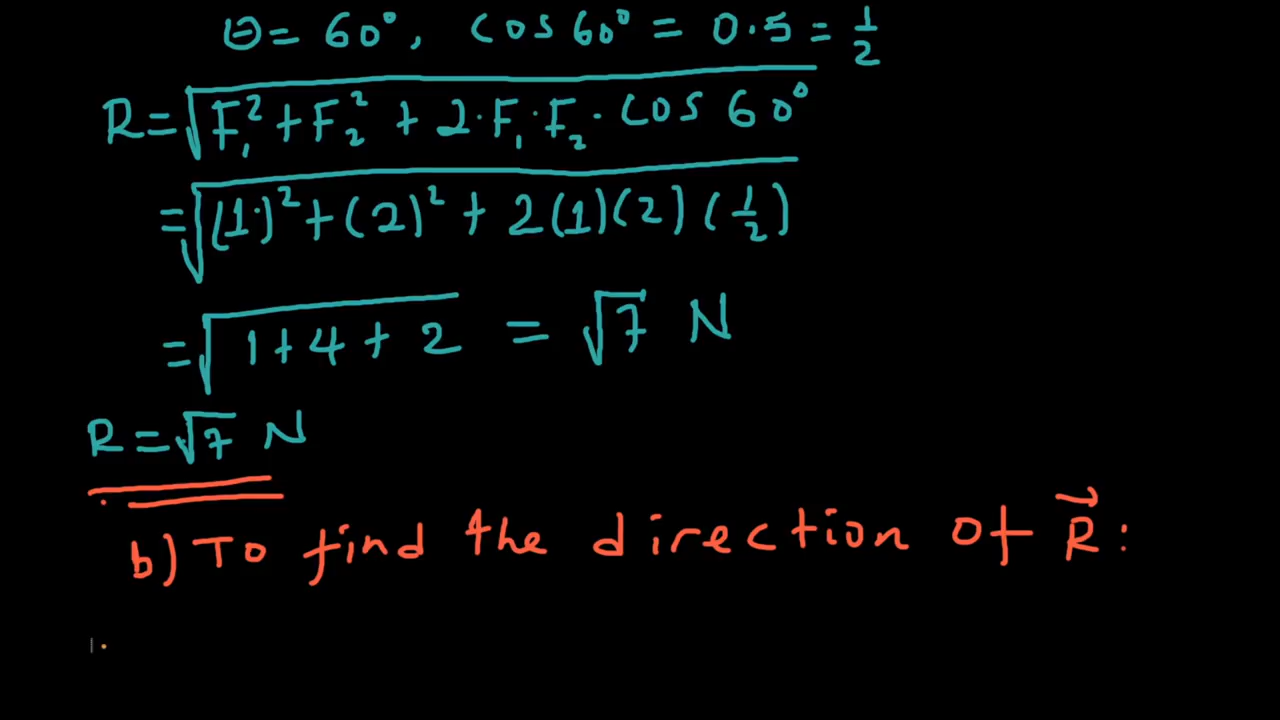 θ = 60°, cos 60° = 0.5 = 1/2
R = √(F₁² + F₂² + 2·F₁·F₂·cos 60°)
= √((1·)² + (2)² + 2(1)(2)(1/2))
= √(1 + 4 + 2) = √7 N
R = √7 N
b) To find the direction of R⃗ :